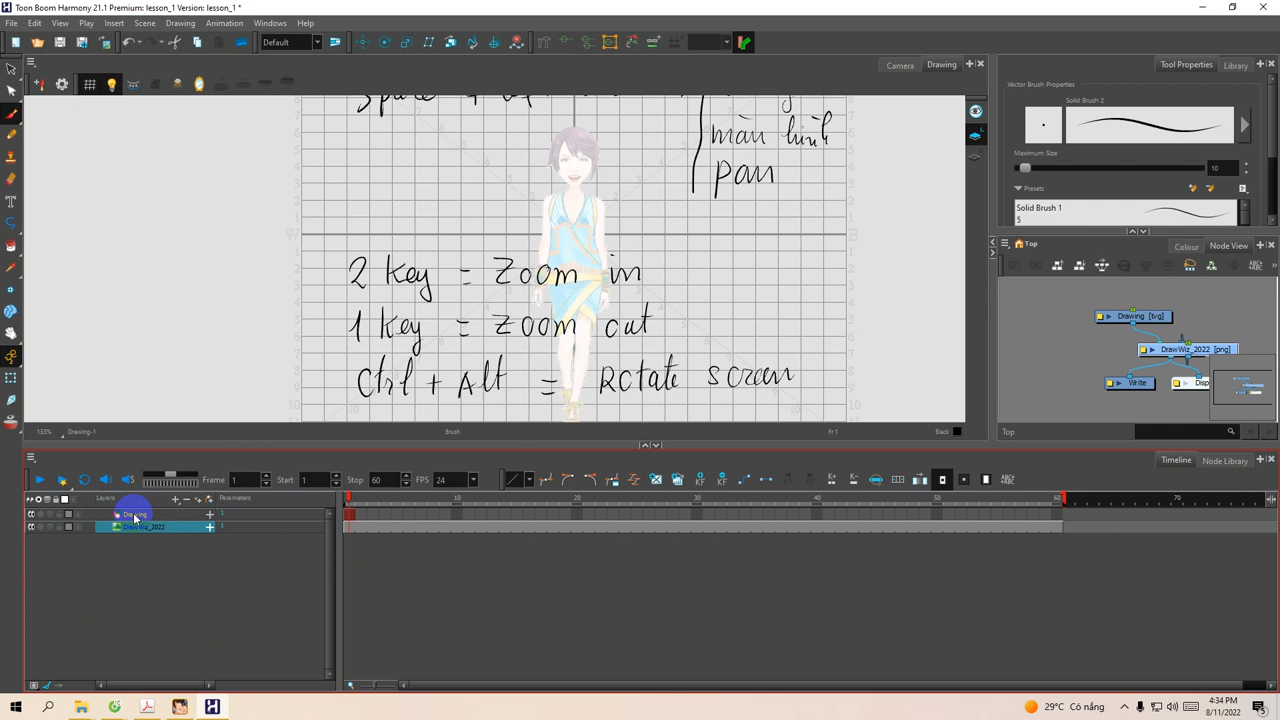 Toon Boom Harmony 21.1 Premium: lesson_1 Version: lesson_1 *
File Edit View Play Insert Scene Drawing Animation Windows Help
Default
Camera Drawing
Tool Properties Library
Vector Brush Properties
Solid Brush 2
Maximum Size
10
Presets
Solid Brush 1
5
màn hình
pan
2 Key = Zoom in
1 Key = Zoom out
Ctrl + Alt = Rotate screen
W E
Top
Colour Node View
Drawing [tvg]
DrawWiz_2022 [png]
Write Disp
Top
133% Drawing-1 Brush Fr 1 Black
Timeline Node Library
Frame 1 Start 1 Stop 60 FPS 24
Layers Parameters
10 20 30 40 50 60 70
Drawing 1
DrawWiz_2022 1
29°C Có nắng
4:34 PM
8/11/2022